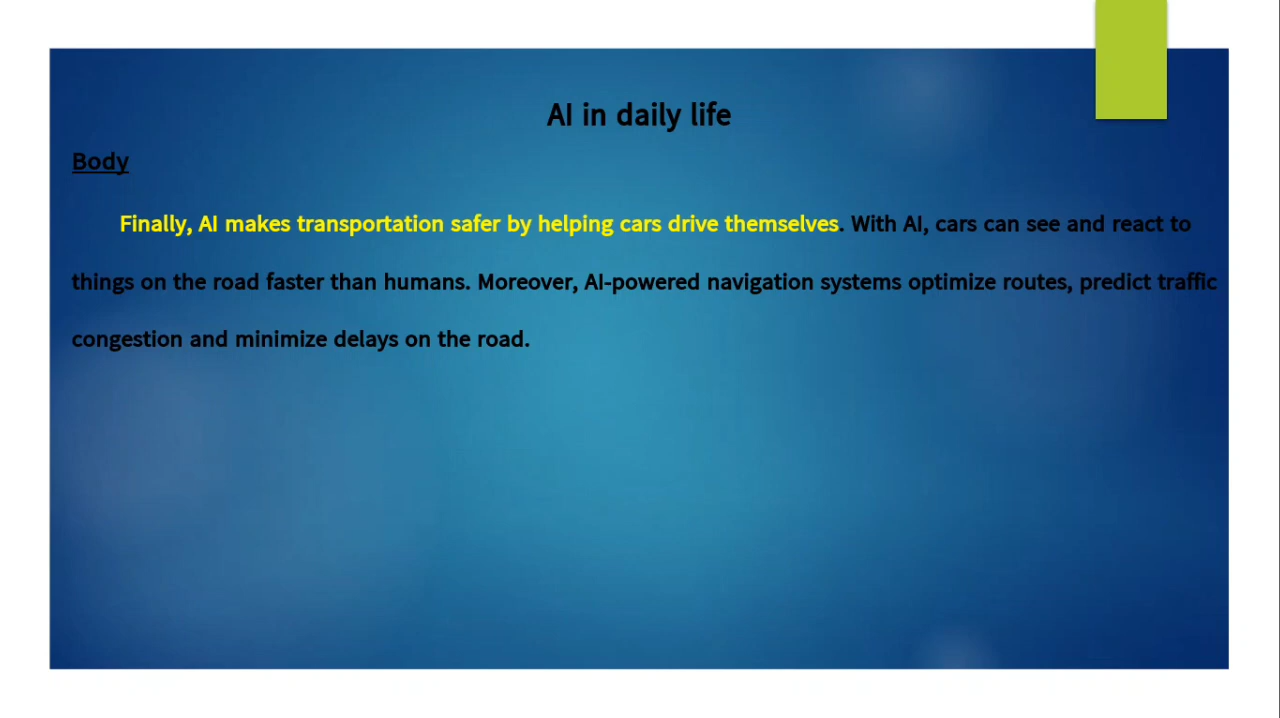 AI in daily life
Body
Finally, AI makes transportation safer by helping cars drive themselves. With AI, cars can see and react to
things on the road faster than humans. Moreover, AI-powered navigation systems optimize routes, predict traffic
congestion and minimize delays on the road.